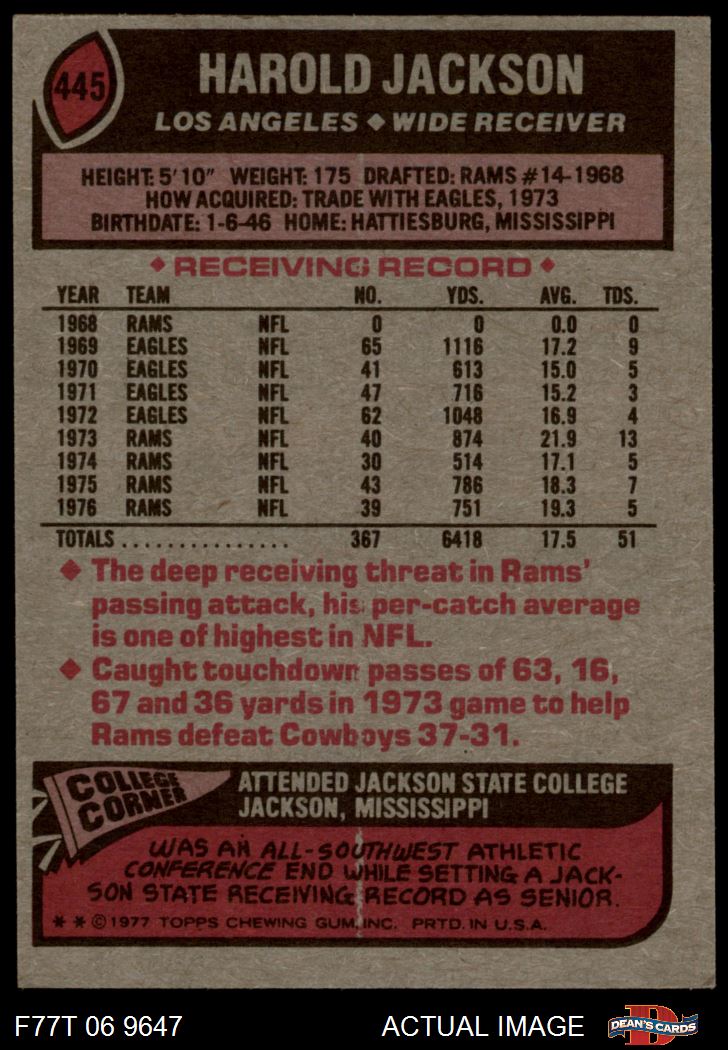 445
HAROLD JACKSON
LOS ANGELES ◆ WIDE RECEIVER
HEIGHT: 5'10" WEIGHT: 175 DRAFTED: RAMS #14-1968
HOW ACQUIRED: TRADE WITH EAGLES, 1973
BIRTHDATE: 1-6-46 HOME: HATTIESBURG, MISSISSIPPI
◆ RECEIVING RECORD ◆
YEAR TEAM NO. YDS. AVG. TDS.
1968 RAMS NFL 0 0 0.0 0
1969 EAGLES NFL 65 1116 17.2 9
1970 EAGLES NFL 41 613 15.0 5
1971 EAGLES NFL 47 716 15.2 3
1972 EAGLES NFL 62 1048 16.9 4
1973 RAMS NFL 40 874 21.9 13
1974 RAMS NFL 30 514 17.1 5
1975 RAMS NFL 43 786 18.3 7
1976 RAMS NFL 39 751 19.3 5
TOTALS . . . . . . . . . . . . . . . 367 6418 17.5 51
◆ The deep receiving threat in Rams'
passing attack, his per-catch average
is one of highest in NFL.
◆ Caught touchdown passes of 63, 16,
67 and 36 yards in 1973 game to help
Rams defeat Cowboys 37-31.
COLLEGE
CORNER
ATTENDED JACKSON STATE COLLEGE
JACKSON, MISSISSIPPI
WAS AN ALL-SOUTHWEST ATHLETIC
CONFERENCE END WHILE SETTING A JACK-
SON STATE RECEIVING RECORD AS SENIOR.
* * © 1977 TOPPS CHEWING GUM, INC. PRTD. IN U.S.A.
F77T 06 9647 ACTUAL IMAGE
D
DEAN'S CARDS